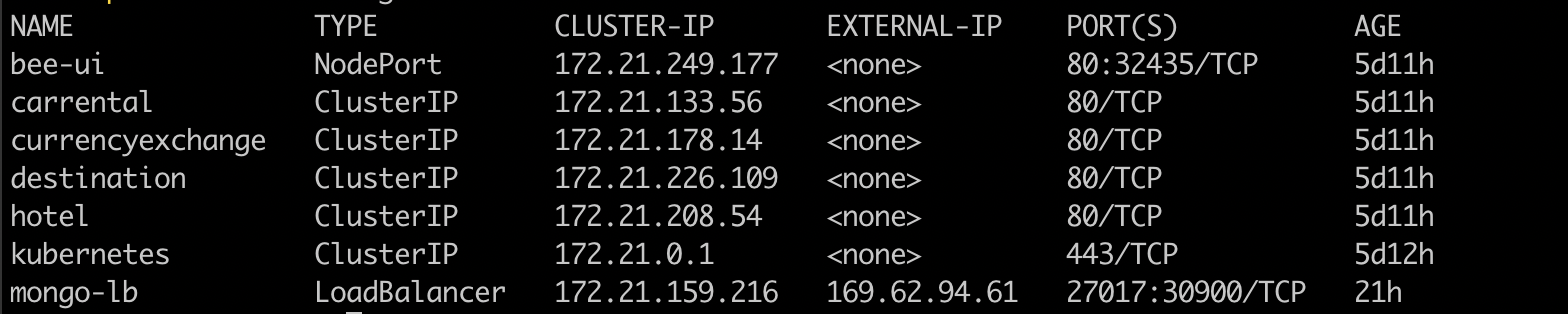 NAME TYPE CLUSTER-IP EXTERNAL-IP PORT(S) AGE
bee-ui NodePort 172.21.249.177 <none> 80:32435/TCP 5d11h
carrental ClusterIP 172.21.133.56 <none> 80/TCP 5d11h
currencyexchange ClusterIP 172.21.178.14 <none> 80/TCP 5d11h
destination ClusterIP 172.21.226.109 <none> 80/TCP 5d11h
hotel ClusterIP 172.21.208.54 <none> 80/TCP 5d11h
kubernetes ClusterIP 172.21.0.1 <none> 443/TCP 5d12h
mongo-lb LoadBalancer 172.21.159.216 169.62.94.61 27017:30900/TCP 21h